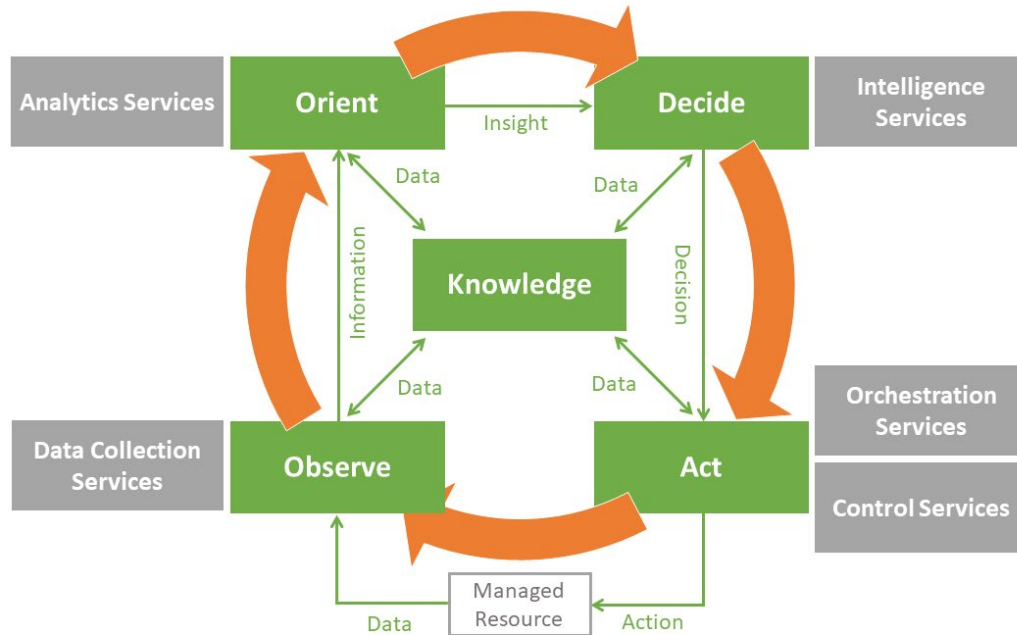 Analytics Services
Orient
Insight
Decide
Intelligence
Services
Data
Data
Information
Knowledge
Decision
Data
Data
Data Collection
Services
Observe
Act
Orchestration
Services
Control Services
Data
Managed
Resource
Action